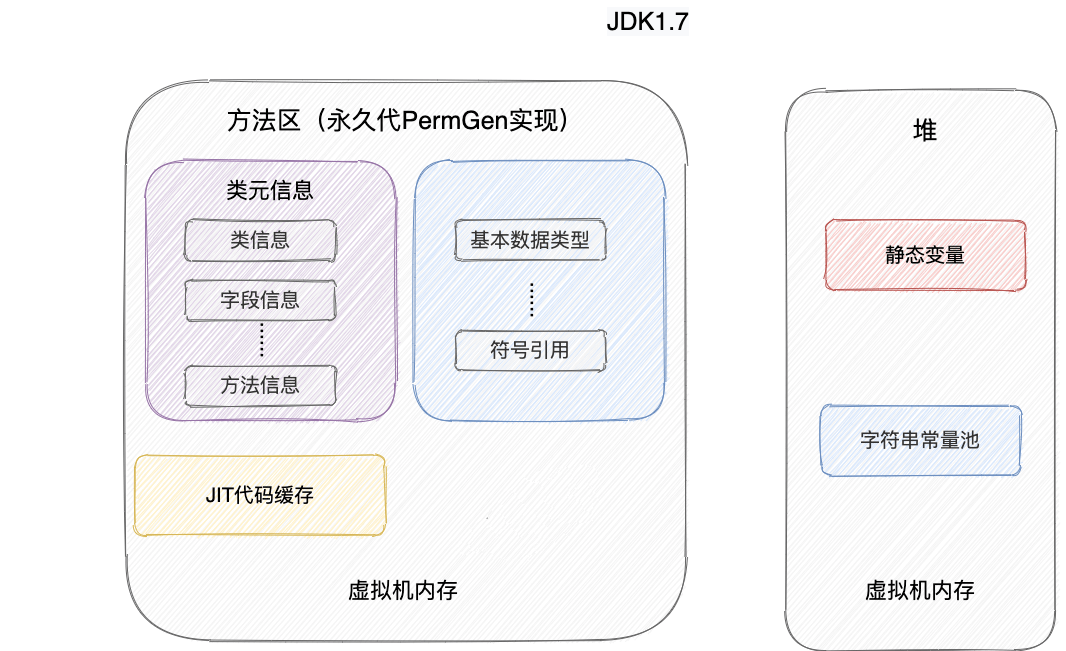 JDK1.7
方法区（永久代PermGen实现）
类元信息
类信息
字段信息
方法信息
基本数据类型
符号引用
JIT代码缓存
虚拟机内存
堆
静态变量
字符串常量池
虚拟机内存